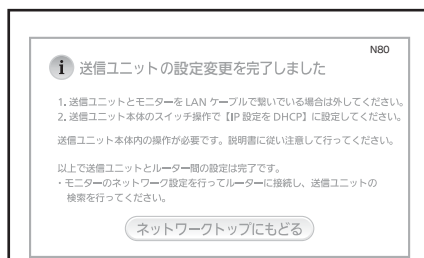 N80
i 送信ユニットの設定変更を完了しました
1. 送信ユニットとモニターを LAN ケーブルで繋いでいる場合は外してください。
2. 送信ユニット本体のスイッチ操作で【IP 設定を DHCP】に設定してください。
送信ユニット本体内の操作が必要です。説明書に従い注意して行ってください。
以上で送信ユニットとルーター間の設定は完了です。
・モニターのネットワーク設定を行ってルーターに接続し、送信ユニットの
検索を行ってください。
ネットワークトップにもどる